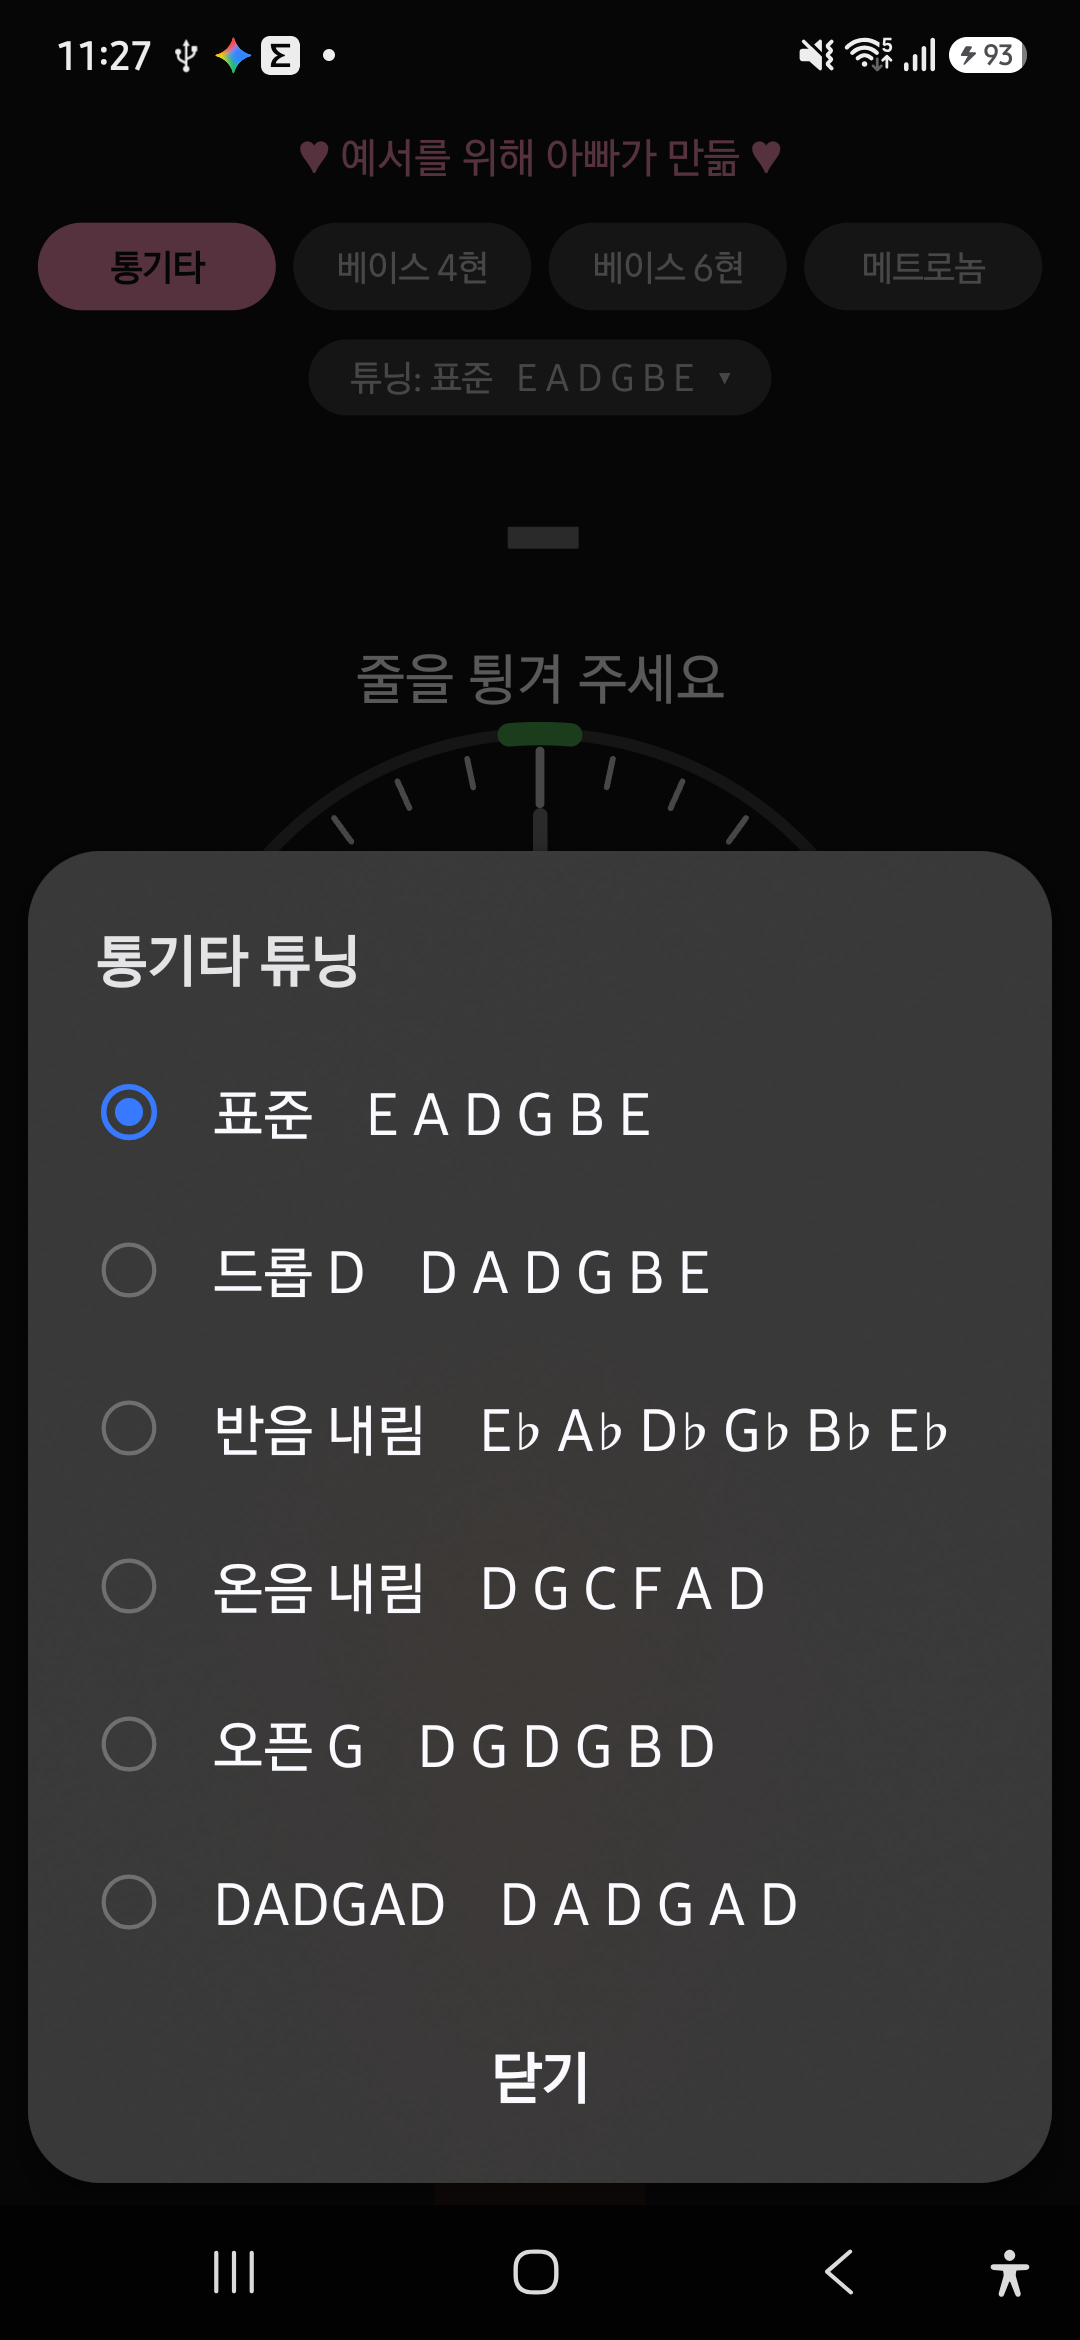 11:27 93
♥ 예서를 위해 아빠가 만듦 ♥
통기타 베이스 4현 베이스 6현 메트로놈
튜닝: 표준 E A D G B E ▼
-
줄을 튕겨 주세요
통기타 튜닝
표준 E A D G B E
드롭 D D A D G B E
반음 내림 E♭ A♭ D♭ G♭ B♭ E♭
온음 내림 D G C F A D
오픈 G D G D G B D
DADGAD D A D G A D
닫기